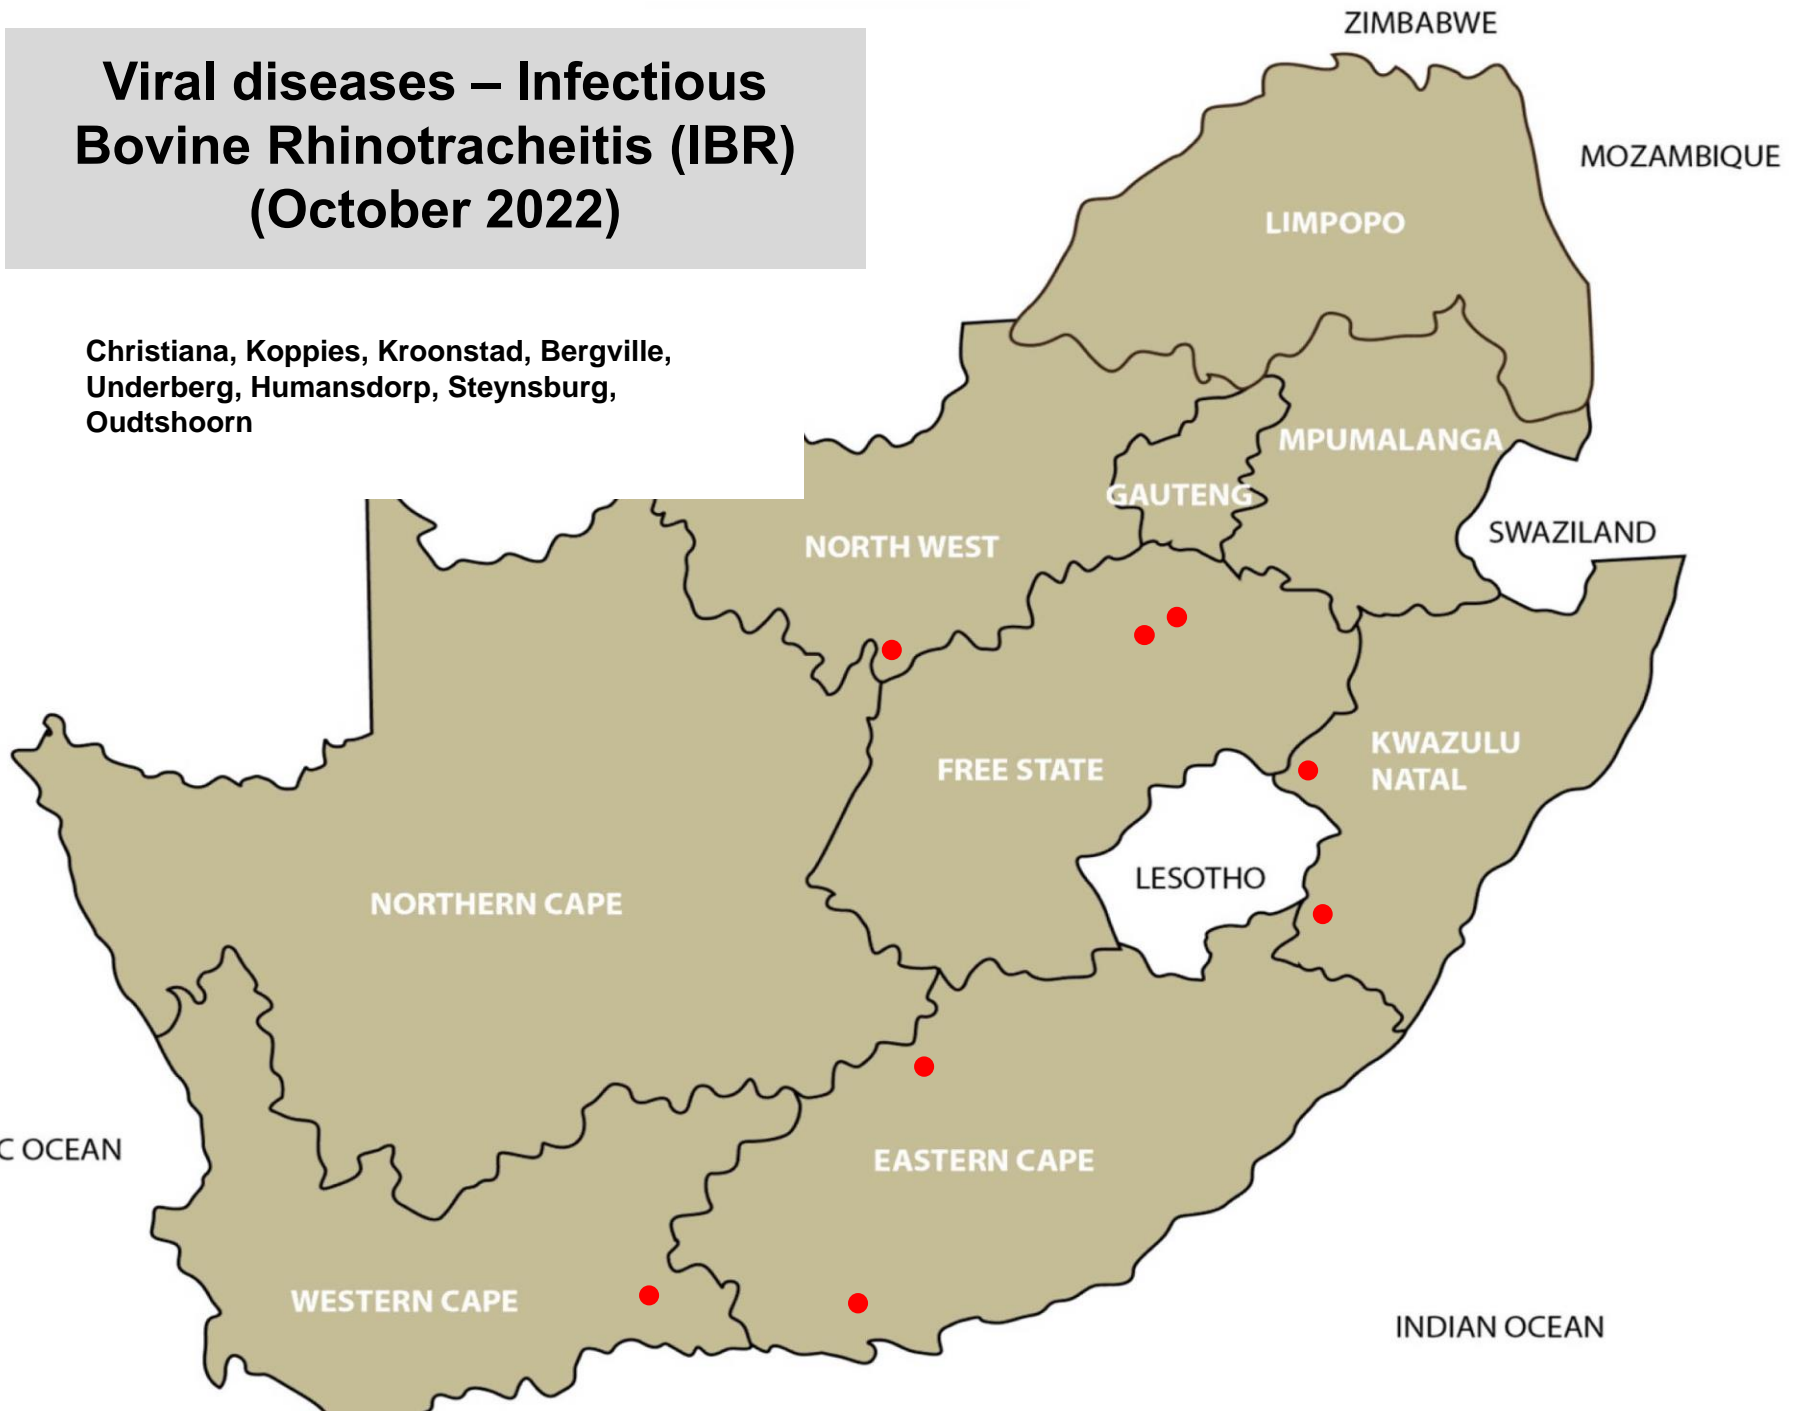 Viral diseases – Infectious
Bovine Rhinotracheitis (IBR)
(October 2022)
Christiana, Koppies, Kroonstad, Bergville,
Underberg, Humansdorp, Steynsburg,
Oudtshoorn
ZIMBABWE
MOZAMBIQUE
LIMPOPO
MPUMALANGA
GAUTENG
SWAZILAND
NORTH WEST
KWAZULU
NATAL
FREE STATE
LESOTHO
NORTHERN CAPE
C OCEAN
EASTERN CAPE
WESTERN CAPE
INDIAN OCEAN